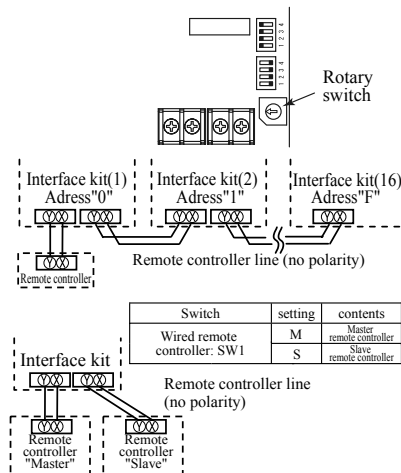 1 2 3 4
1 2 3 4
Rotary
switch
Interface kit(1) Interface kit(2) Interface kit(16)
Adress"0" Adress"1" Adress"F"
Y X Y X Y X Y X Y X
Remote controller line (no polarity)
Y X
Remote controller
Switch setting contents
Wired remote controller: SW1 M Master remote controller
S Slave remote controller
Interface kit
Y X Y X
Remote controller line
(no polarity)
Y X Y X
Remote Remote
controller controller
"Master" "Slave"